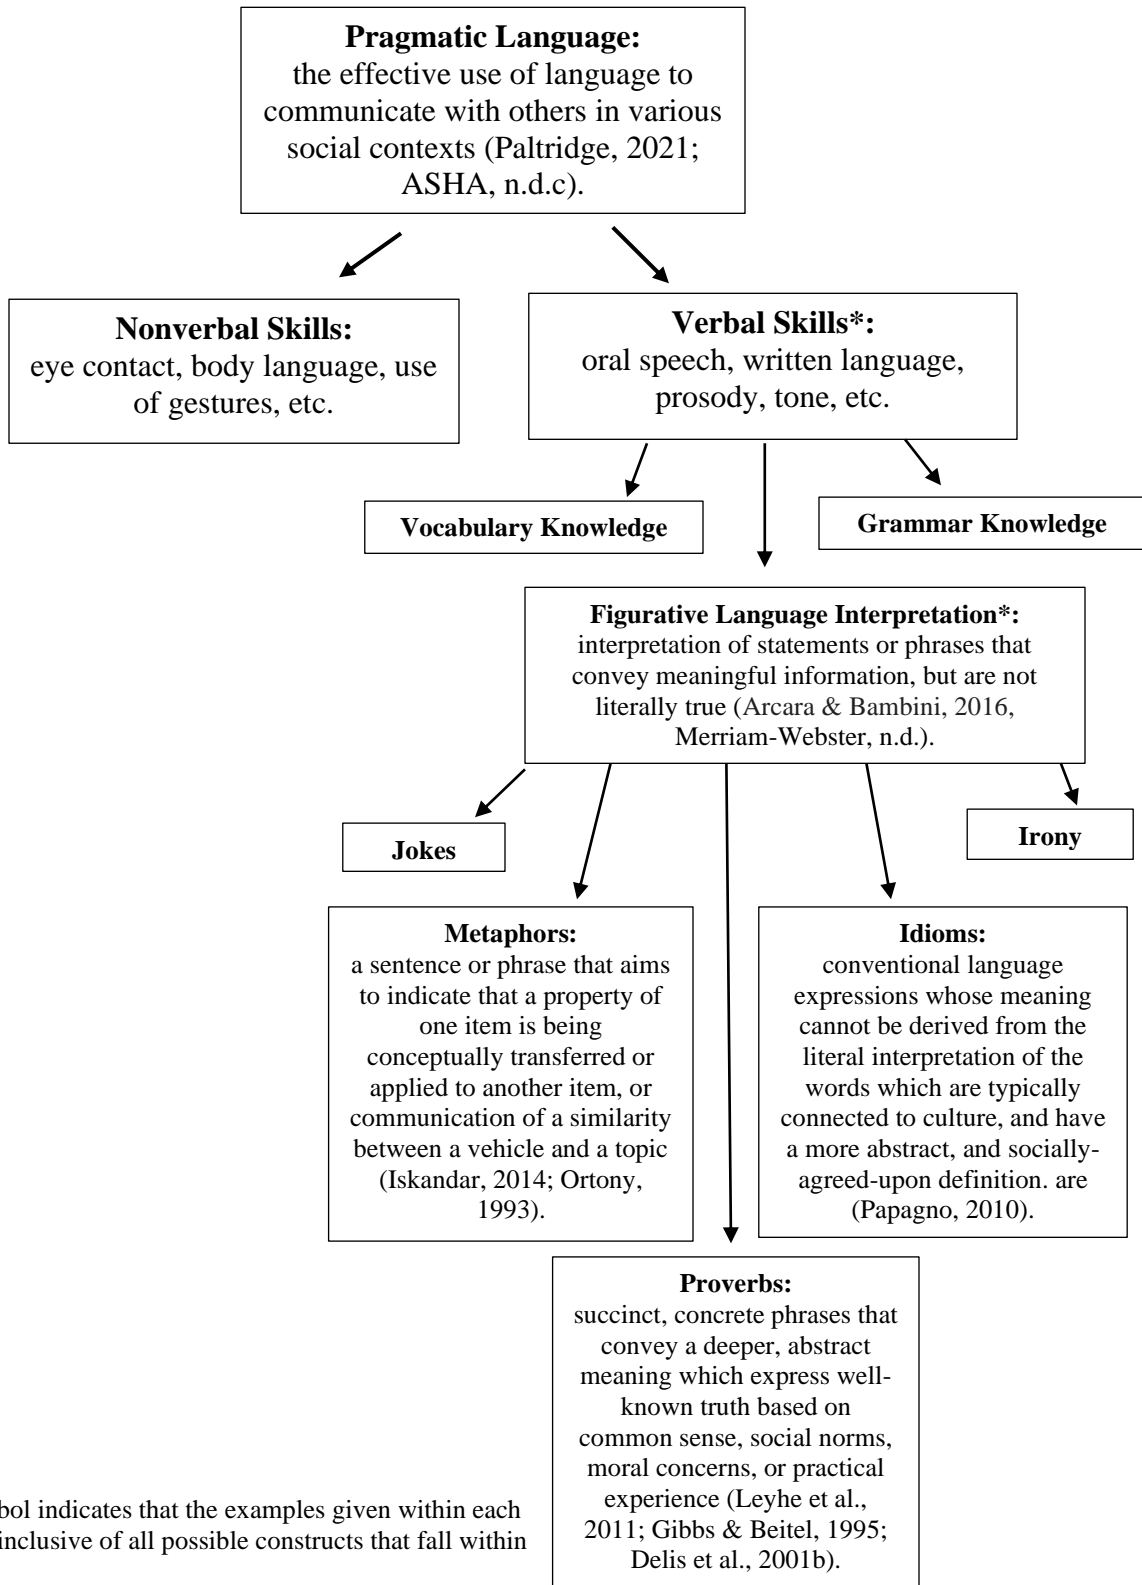 Pragmatic Language:
the effective use of language to
communicate with others in various
social contexts (Paltridge, 2021;
ASHA, n.d.c).
Nonverbal Skills:
eye contact, body language, use
of gestures, etc.
Verbal Skills*:
oral speech, written language,
prosody, tone, etc.
Vocabulary Knowledge
Grammar Knowledge
Figurative Language Interpretation*:
interpretation of statements or phrases that
convey meaningful information, but are not
literally true (Arcara & Bambini, 2016,
Merriam-Webster, n.d.).
Jokes
Irony
Metaphors:
a sentence or phrase that aims
to indicate that a property of
one item is being
conceptually transferred or
applied to another item, or
communication of a similarity
between a vehicle and a topic
(Iskandar, 2014; Ortony,
1993).
Idioms:
conventional language
expressions whose meaning
cannot be derived from the
literal interpretation of the
words which are typically
connected to culture, and have
a more abstract, and socially-
agreed-upon definition. are
(Papagno, 2010).
Proverbs:
succinct, concrete phrases that
convey a deeper, abstract
meaning which express well-
known truth based on
common sense, social norms,
moral concerns, or practical
experience (Leyhe et al.,
2011; Gibbs & Beitel, 1995;
Delis et al., 2001b).
bol indicates that the examples given within each
inclusive of all possible constructs that fall within